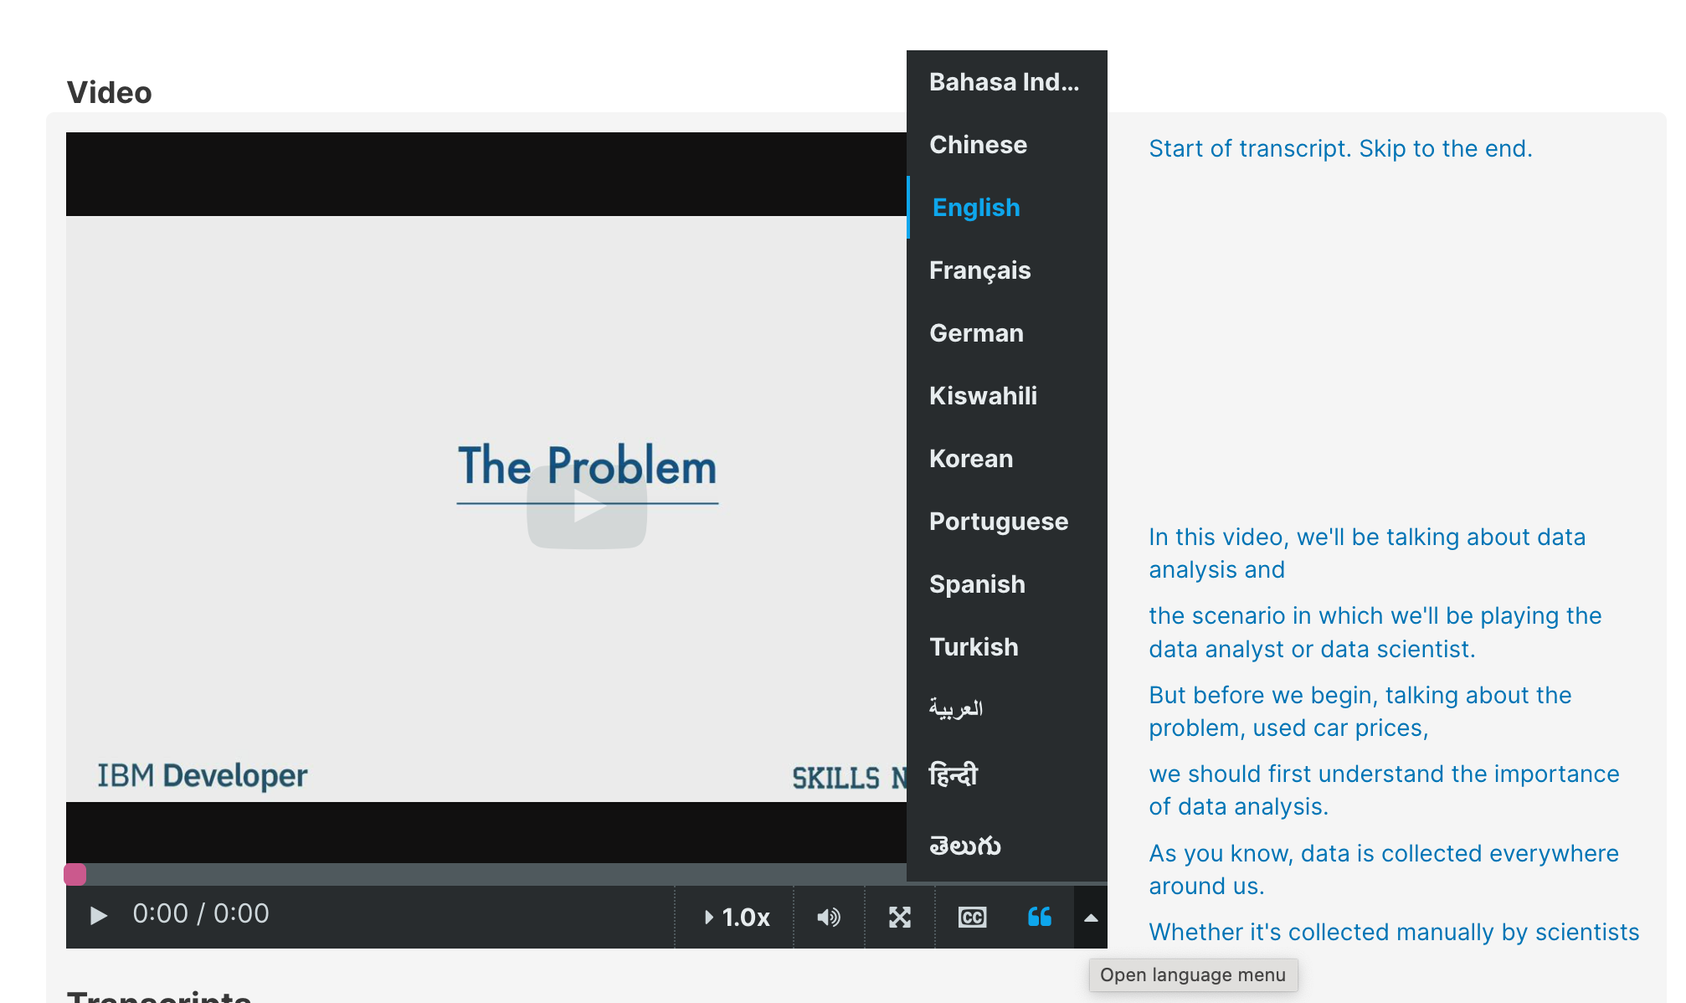 Video
Bahasa Ind...
Chinese
English
Français
German
Kiswahili
Korean
Portuguese
Spanish
Turkish
العربية
हिन्दी
తెలుగు
The Problem
IBM Developer
SKILLS N
0:00 / 0:00
1.0x
CC
Open language menu
Start of transcript. Skip to the end.
In this video, we'll be talking about data
analysis and
the scenario in which we'll be playing the
data analyst or data scientist.
But before we begin, talking about the
problem, used car prices,
we should first understand the importance
of data analysis.
As you know, data is collected everywhere
around us.
Whether it's collected manually by scientists
Transcripts